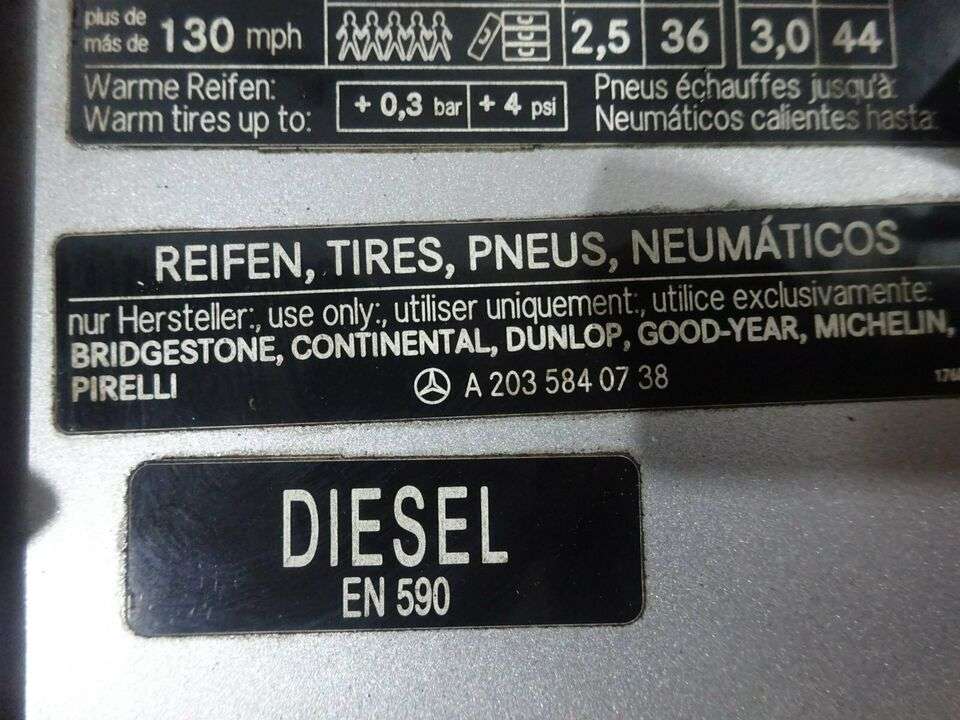 plus de
más de 130 mph 2,5 36 3,0 44
Warme Reifen: Pneus échauffes jusqu'à:
Warm tires up to: + 0,3 bar + 4 psi Neumáticos calientes hasta:
REIFEN, TIRES, PNEUS, NEUMÁTICOS
nur Hersteller:, use only:, utiliser uniquement:, utilice exclusivamente:
BRIDGESTONE, CONTINENTAL, DUNLOP, GOOD-YEAR, MICHELIN,
PIRELLI A 203 584 07 38
DIESEL
EN 590